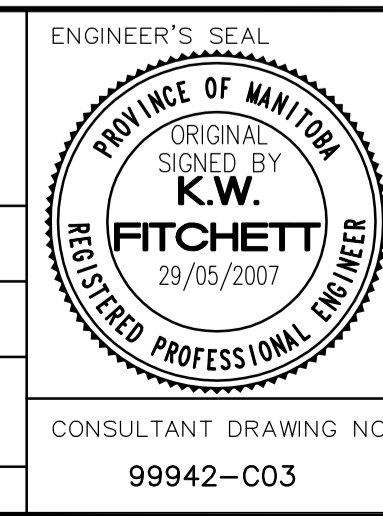 ENGINEER'S SEAL
PROVINCE OF MANITOBA
ORIGINAL
SIGNED BY
K.W.
FITCHETT
29/05/2007
REGISTERED PROFESSIONAL ENGINEER
CONSULTANT DRAWING NO
99942-C03